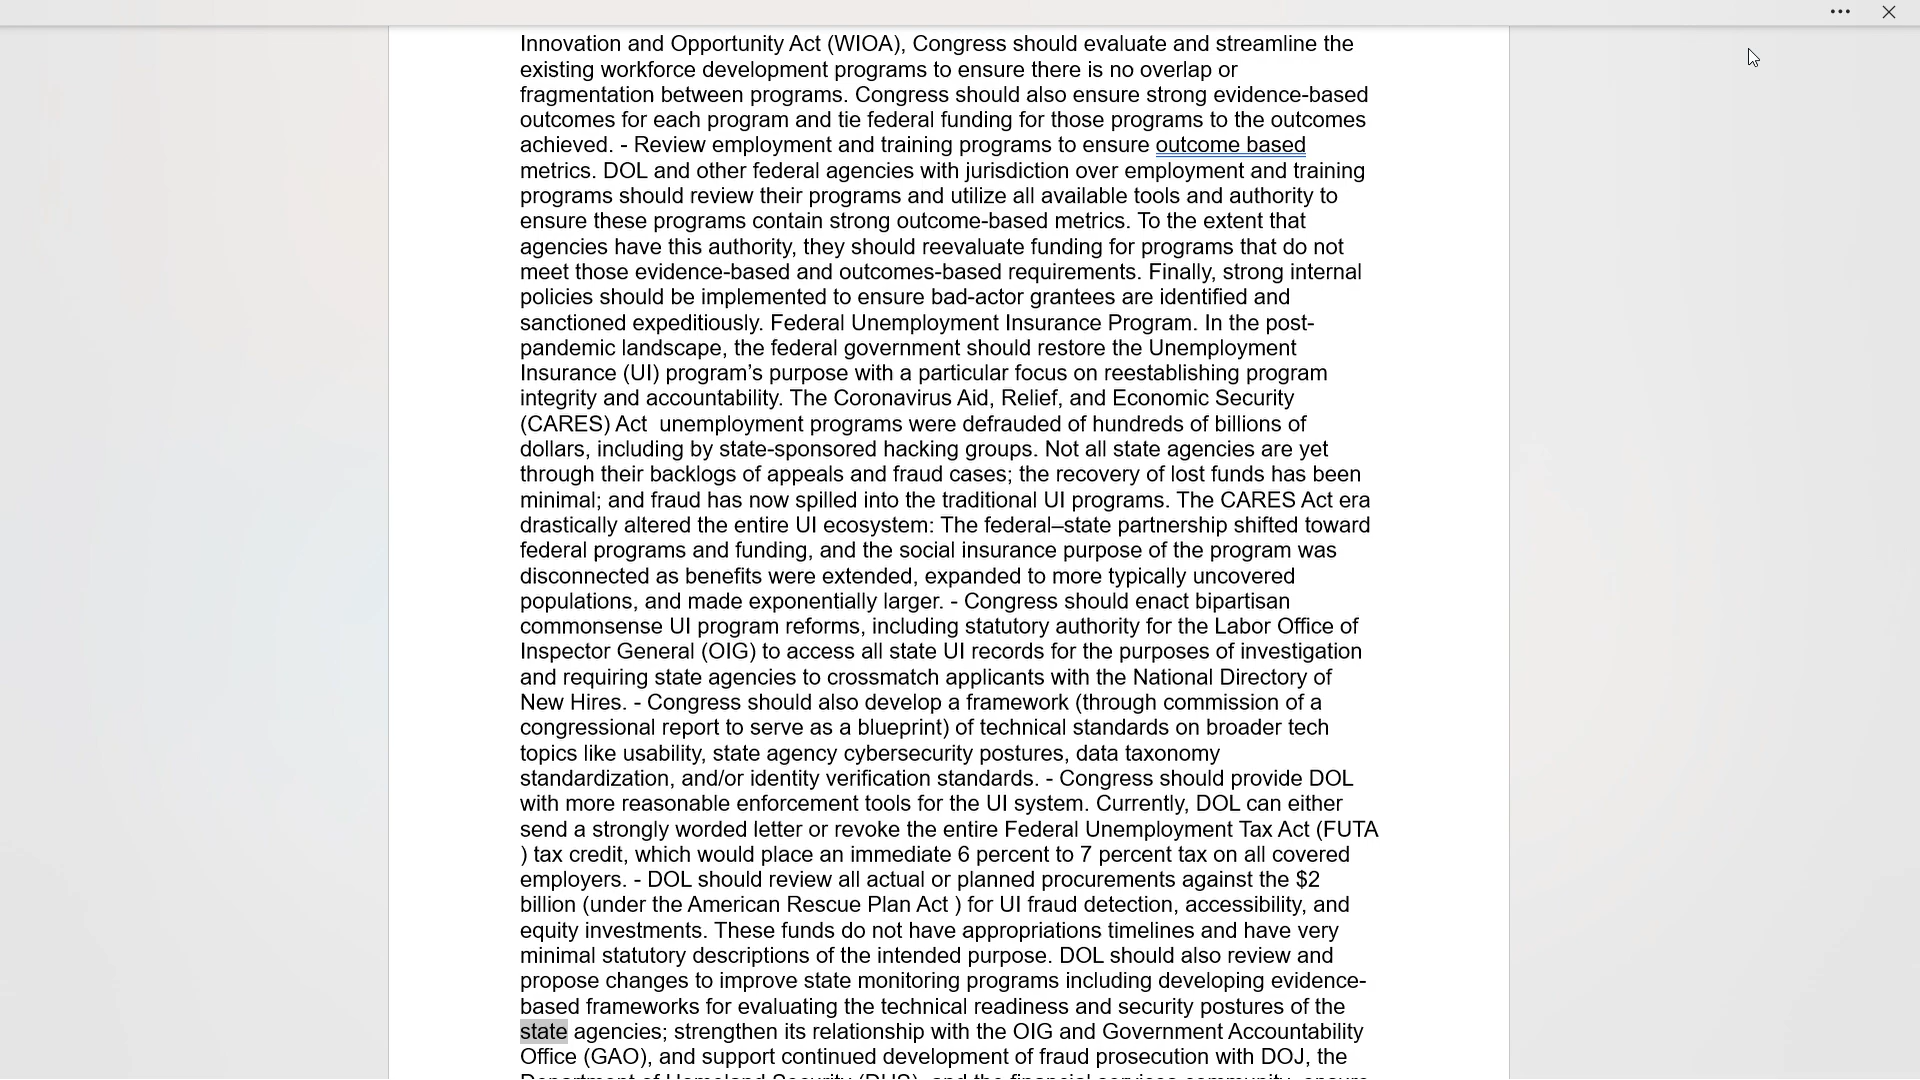 Innovation and Opportunity Act (WIOA), Congress should evaluate and streamline the
existing workforce development programs to ensure there is no overlap or
fragmentation between programs. Congress should also ensure strong evidence-based
outcomes for each program and tie federal funding for those programs to the outcomes
achieved. - Review employment and training programs to ensure outcome based
metrics. DOL and other federal agencies with jurisdiction over employment and training
programs should review their programs and utilize all available tools and authority to
ensure these programs contain strong outcome-based metrics. To the extent that
agencies have this authority, they should reevaluate funding for programs that do not
meet those evidence-based and outcomes-based requirements. Finally, strong internal
policies should be implemented to ensure bad-actor grantees are identified and
sanctioned expeditiously. Federal Unemployment Insurance Program. In the post-
pandemic landscape, the federal government should restore the Unemployment
Insurance (UI) program’s purpose with a particular focus on reestablishing program
integrity and accountability. The Coronavirus Aid, Relief, and Economic Security
(CARES) Act  unemployment programs were defrauded of hundreds of billions of
dollars, including by state-sponsored hacking groups. Not all state agencies are yet
through their backlogs of appeals and fraud cases; the recovery of lost funds has been
minimal; and fraud has now spilled into the traditional UI programs. The CARES Act era
drastically altered the entire UI ecosystem: The federal–state partnership shifted toward
federal programs and funding, and the social insurance purpose of the program was
disconnected as benefits were extended, expanded to more typically uncovered
populations, and made exponentially larger. - Congress should enact bipartisan
commonsense UI program reforms, including statutory authority for the Labor Office of
Inspector General (OIG) to access all state UI records for the purposes of investigation
and requiring state agencies to crossmatch applicants with the National Directory of
New Hires. - Congress should also develop a framework (through commission of a
congressional report to serve as a blueprint) of technical standards on broader tech
topics like usability, state agency cybersecurity postures, data taxonomy
standardization, and/or identity verification standards. - Congress should provide DOL
with more reasonable enforcement tools for the UI system. Currently, DOL can either
send a strongly worded letter or revoke the entire Federal Unemployment Tax Act (FUTA
) tax credit, which would place an immediate 6 percent to 7 percent tax on all covered
employers. - DOL should review all actual or planned procurements against the $2
billion (under the American Rescue Plan Act ) for UI fraud detection, accessibility, and
equity investments. These funds do not have appropriations timelines and have very
minimal statutory descriptions of the intended purpose. DOL should also review and
propose changes to improve state monitoring programs including developing evidence-
based frameworks for evaluating the technical readiness and security postures of the
state agencies; strengthen its relationship with the OIG and Government Accountability
Office (GAO), and support continued development of fraud prosecution with DOJ, the
Department of Homeland Security (DHS), and the financial services community, ensure